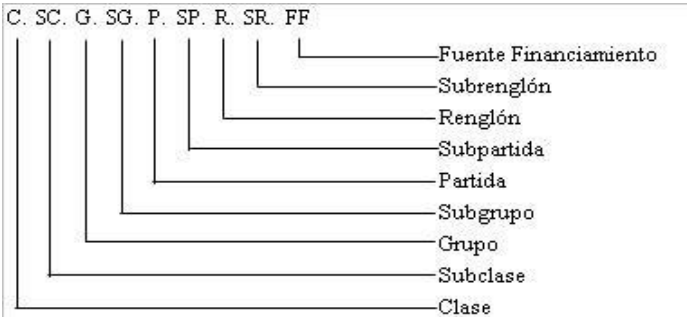 C. SC. G. SG. P. SP. R. SR. FF
Fuente Financiamiento
Subrenglón
Renglón
Subpartida
Partida
Subgrupo
Grupo
Subclase
Clase